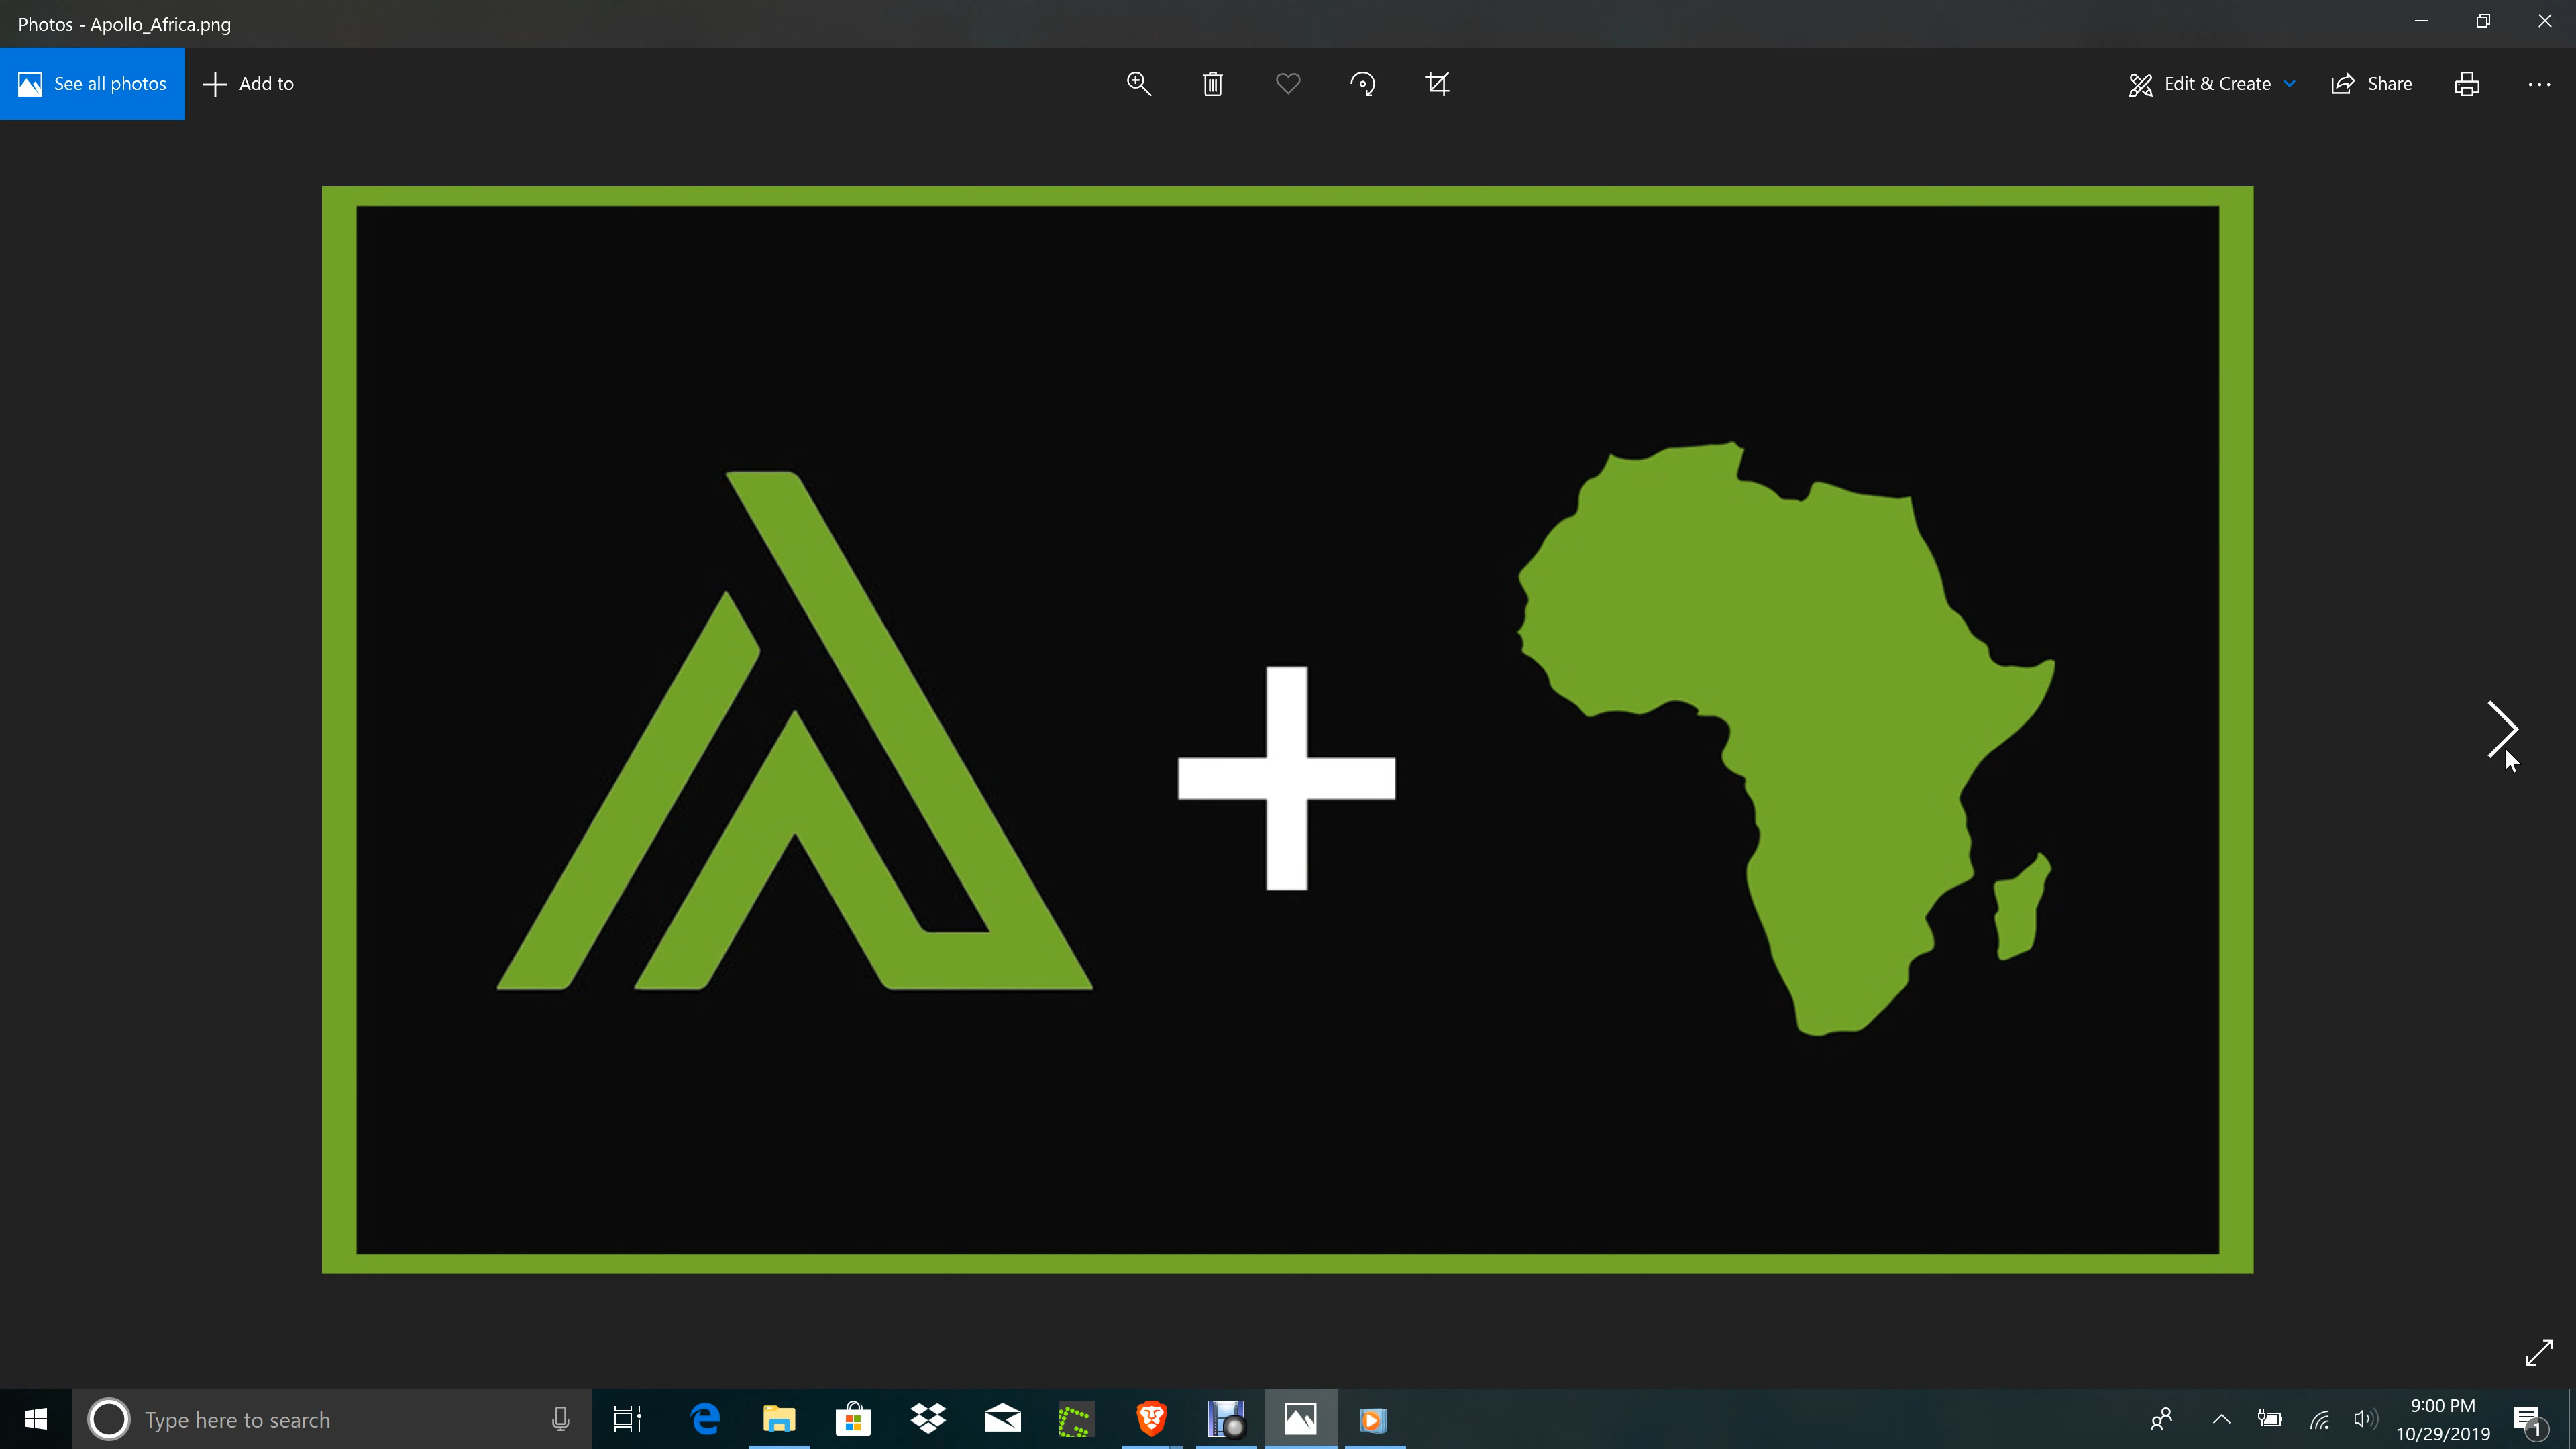 Photos - Apollo_Africa.png
See all photos
Add to
Edit & Create
Share
Type here to search
9:00 PM
10/29/2019
1